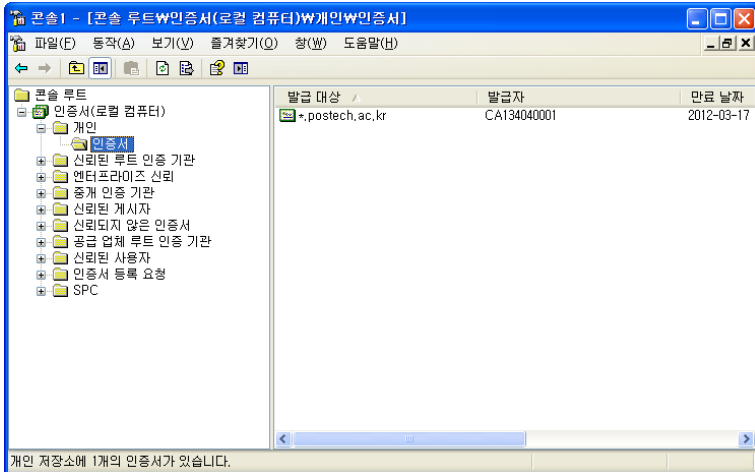 콘솔1 - [콘솔 루트₩인증서(로컬 컴퓨터)₩개인₩인증서]
파일(F) 동작(A) 보기(V) 즐겨찾기(O) 창(W) 도움말(H)
콘솔 루트
인증서(로컬 컴퓨터)
개인
인증서
신뢰된 루트 인증 기관
엔터프라이즈 신뢰
중개 인증 기관
신뢰된 게시자
신뢰되지 않은 인증서
공급 업체 루트 인증 기관
신뢰된 사용자
인증서 등록 요청
SPC
발급 대상 발급자 만료 날짜
*.postech.ac.kr CA134040001 2012-03-17
개인 저장소에 1개의 인증서가 있습니다.